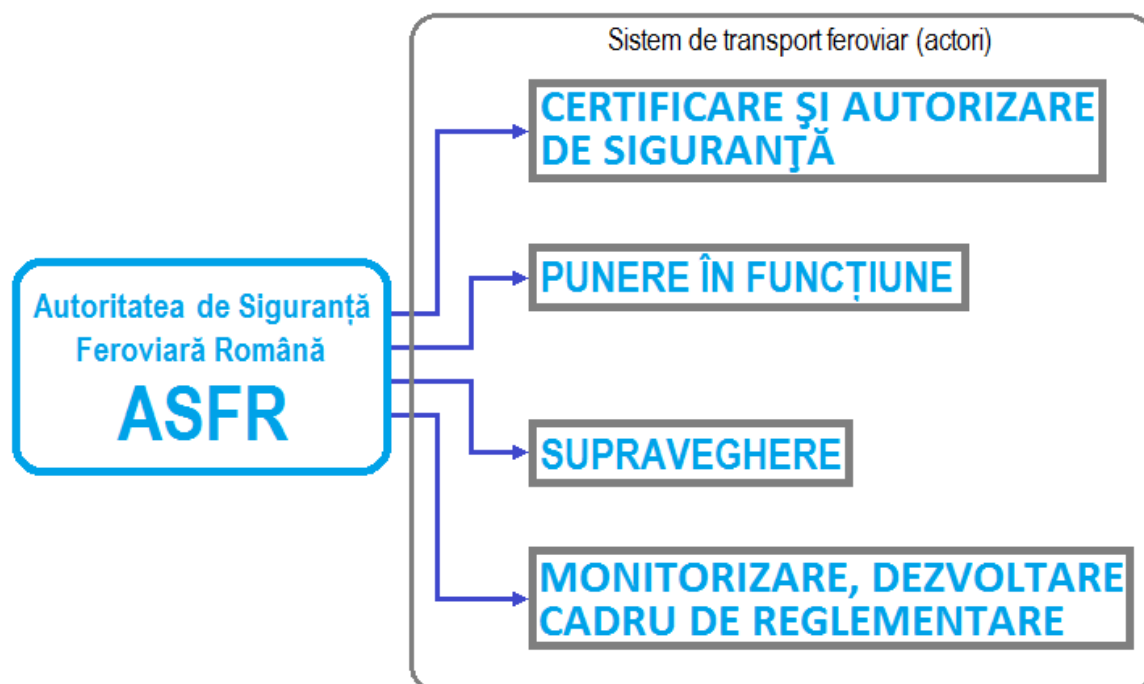 Sistem de transport feroviar (actori)
CERTIFICARE ŞI AUTORIZARE
DE SIGURANŢĂ
PUNERE ÎN FUNCȚIUNE
Autoritatea de Siguranță
Feroviară Română
ASFR
SUPRAVEGHERE
MONITORIZARE, DEZVOLTARE
CADRU DE REGLEMENTARE